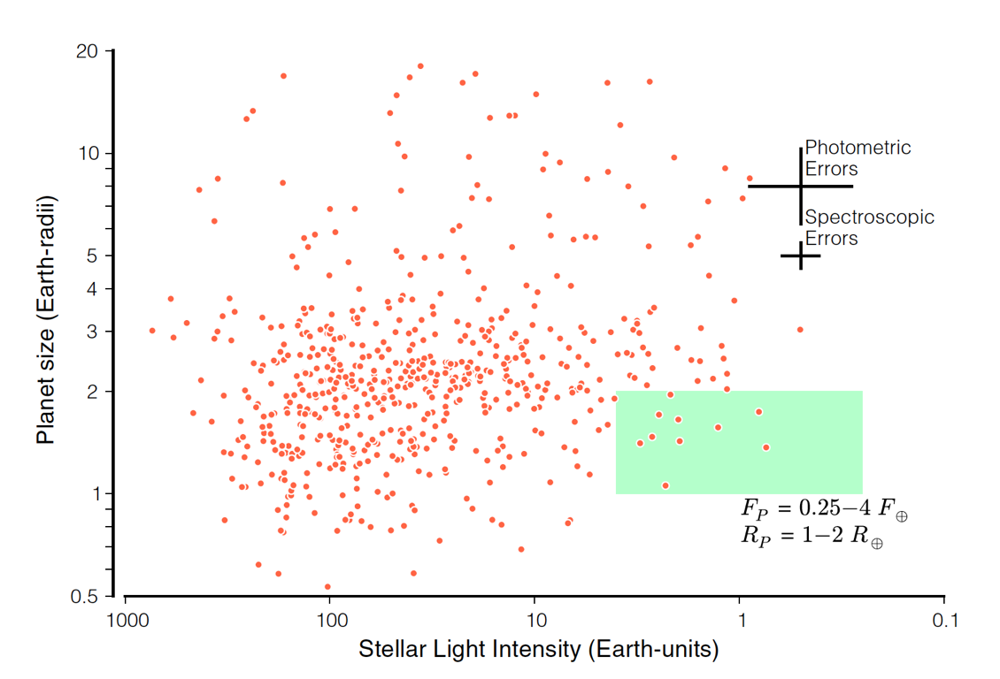 20
10
5
4
3
2
1
0.5
Planet size (Earth-radii)
Photometric
Errors
Spectroscopic
Errors
F_P = 0.25−4 F_⊕
R_P = 1−2 R_⊕
1000 100 10 1 0.1
Stellar Light Intensity (Earth-units)